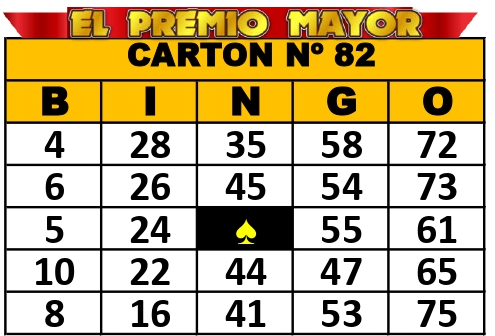 EL PREMIO MAYOR
CARTON Nº 82
B I N G O
4 28 35 58 72
6 26 45 54 73
5 24 ♠ 55 61
10 22 44 47 65
8 16 41 53 75